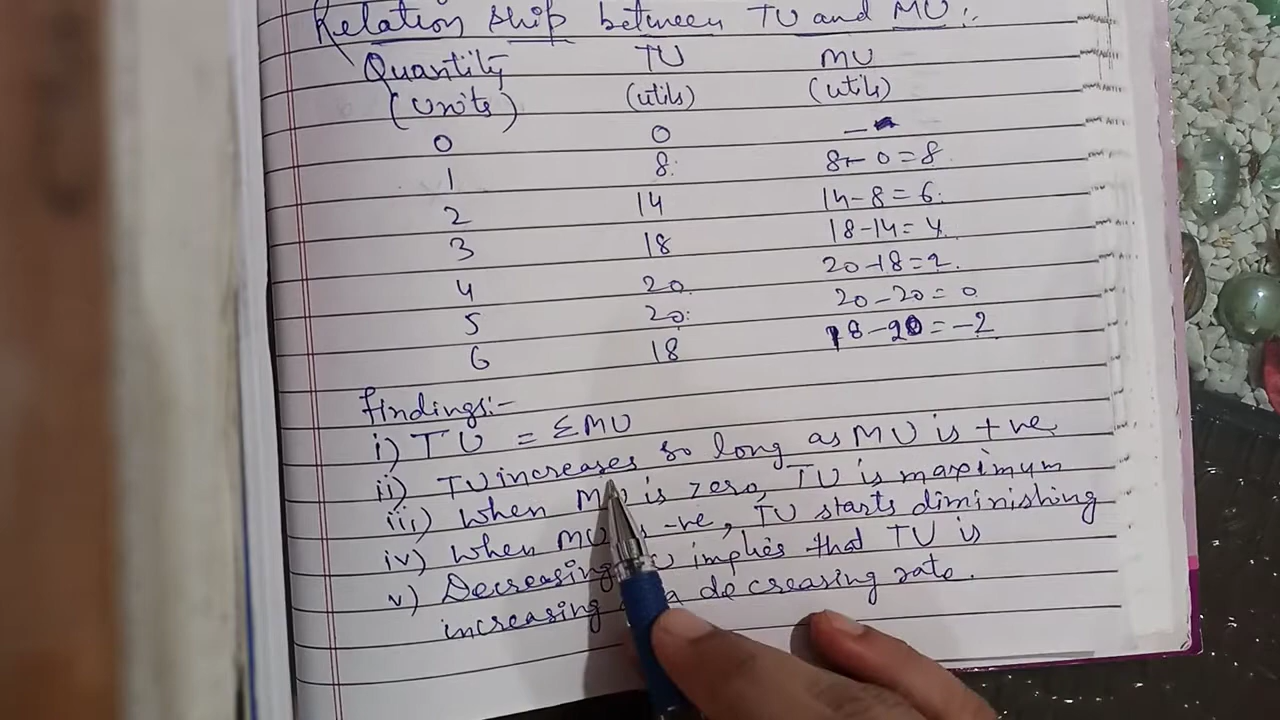 Relation ship between TU and MU :-
Quantity TU MU
(Units) (utils) (utils)
0 0 -
1 8 8-0=8
2 14 14-8=6
3 18 18-14=4
4 20 20-18=2
5 20 20-20=0
6 18 18-20=-2
findings:-
i) TU = ΣMU
ii) TU increases so long as MU is +ve
iii) When MU is zero, TU is maximum
iv) When MU -ve, TU starts diminishing
v) Decreasing implies that TU is
increasing a decreasing rate.